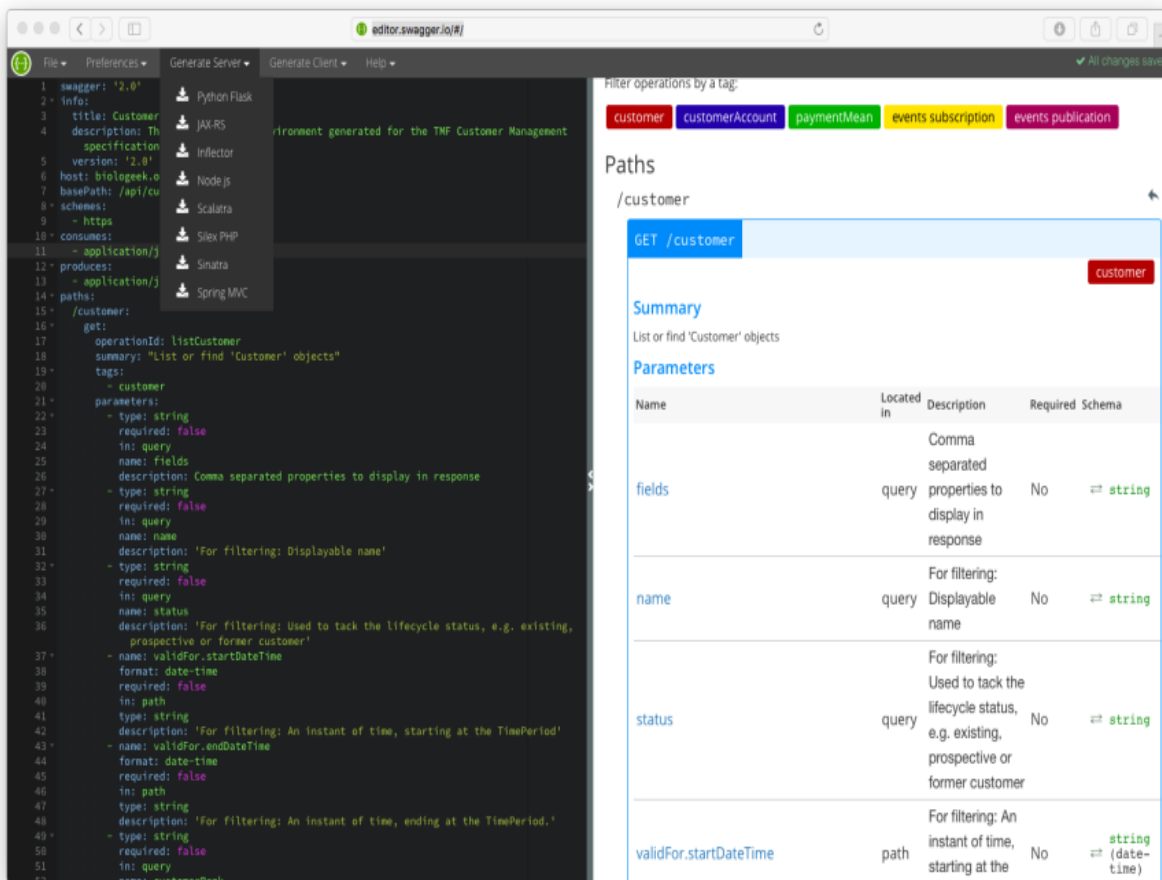 editor.swagger.io/#/
File Preferences Generate Server Generate Client Help All changes save
Python Flask
JAX-RS
Inflector
Node js
Scalatra
Silex PHP
Sinatra
Spring MVC
1 swagger: '2.0'
2 info:
3 title: Customer
4 description: Th vironment generated for the TMF Customer Management
specification
5 version: '2.0'
6 host: biologeek.o
7 basePath: /api/cu
8 schemes:
9 - https
10 consumes:
11 - application/j
12 produces:
13 - application/j
14 paths:
15 /customer:
16 get:
17 operationId: listCustomer
18 summary: "List or find 'Customer' objects"
19 tags:
20 - customer
21 parameters:
22 - type: string
23 required: false
24 in: query
25 name: fields
26 description: Comma separated properties to display in response
27 - type: string
28 required: false
29 in: query
30 name: name
31 description: 'For filtering: Displayable name'
32 - type: string
33 required: false
34 in: query
35 name: status
36 description: 'For filtering: Used to tack the lifecycle status, e.g. existing,
prospective or former customer'
37 - name: validFor.startDateTime
38 format: date-time
39 required: false
40 in: path
41 type: string
42 description: 'For filtering: An instant of time, starting at the TimePeriod'
43 - name: validFor.endDateTime
44 format: date-time
45 required: false
46 in: path
47 type: string
48 description: 'For filtering: An instant of time, ending at the TimePeriod.'
49 - type: string
50 required: false
51 in: query
Filter operations by a tag:
customer customerAccount paymentMean events subscription events publication
Paths
/customer
GET /customer
customer
Summary
List or find 'Customer' objects
Parameters
Name Located in Description Required Schema
fields query Comma separated properties to display in response No string
name query For filtering: Displayable name No string
status query For filtering: Used to tack the lifecycle status, e.g. existing, prospective or former customer No string
validFor.startDateTime path For filtering: An instant of time, starting at the No string (date-time)